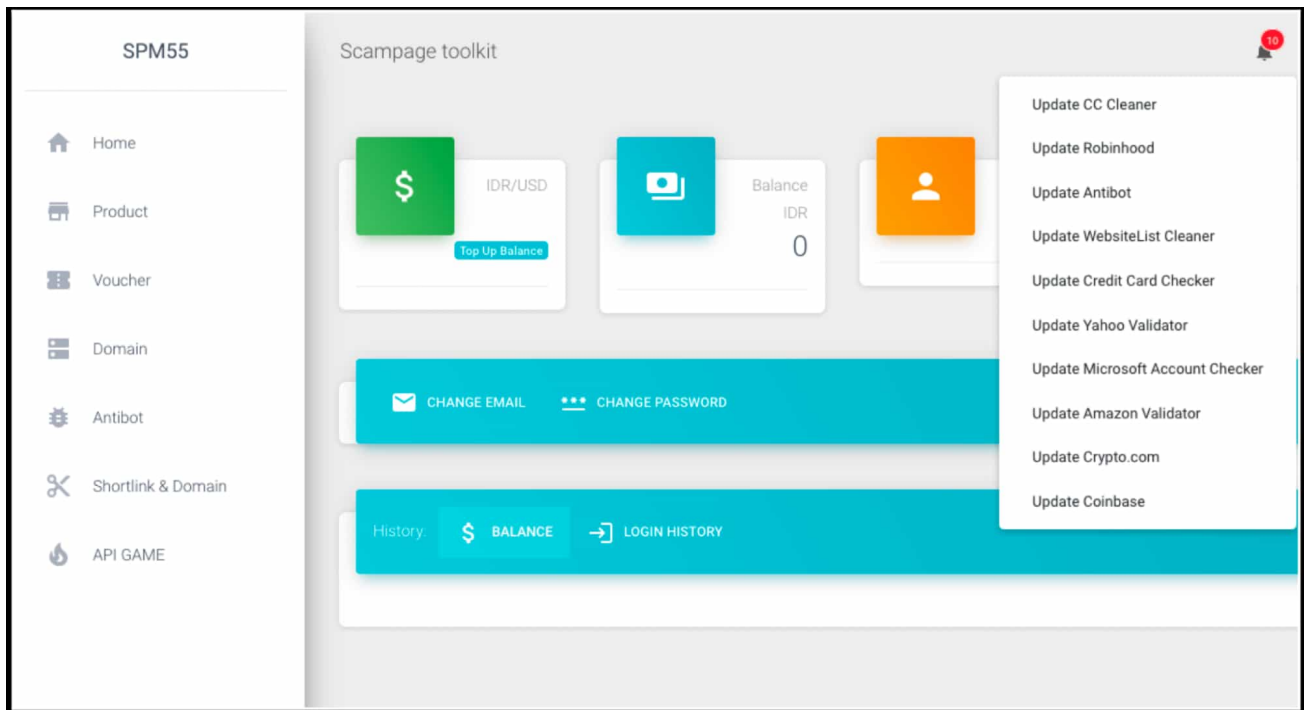 SPM55
Scampage toolkit
10
Home
Product
Voucher
Domain
Antibot
Shortlink & Domain
API GAME
IDR/USD
Top Up Balance
Balance
IDR
0
CHANGE EMAIL
CHANGE PASSWORD
History:
BALANCE
LOGIN HISTORY
Update CC Cleaner
Update Robinhood
Update Antibot
Update WebsiteList Cleaner
Update Credit Card Checker
Update Yahoo Validator
Update Microsoft Account Checker
Update Amazon Validator
Update Crypto.com
Update Coinbase